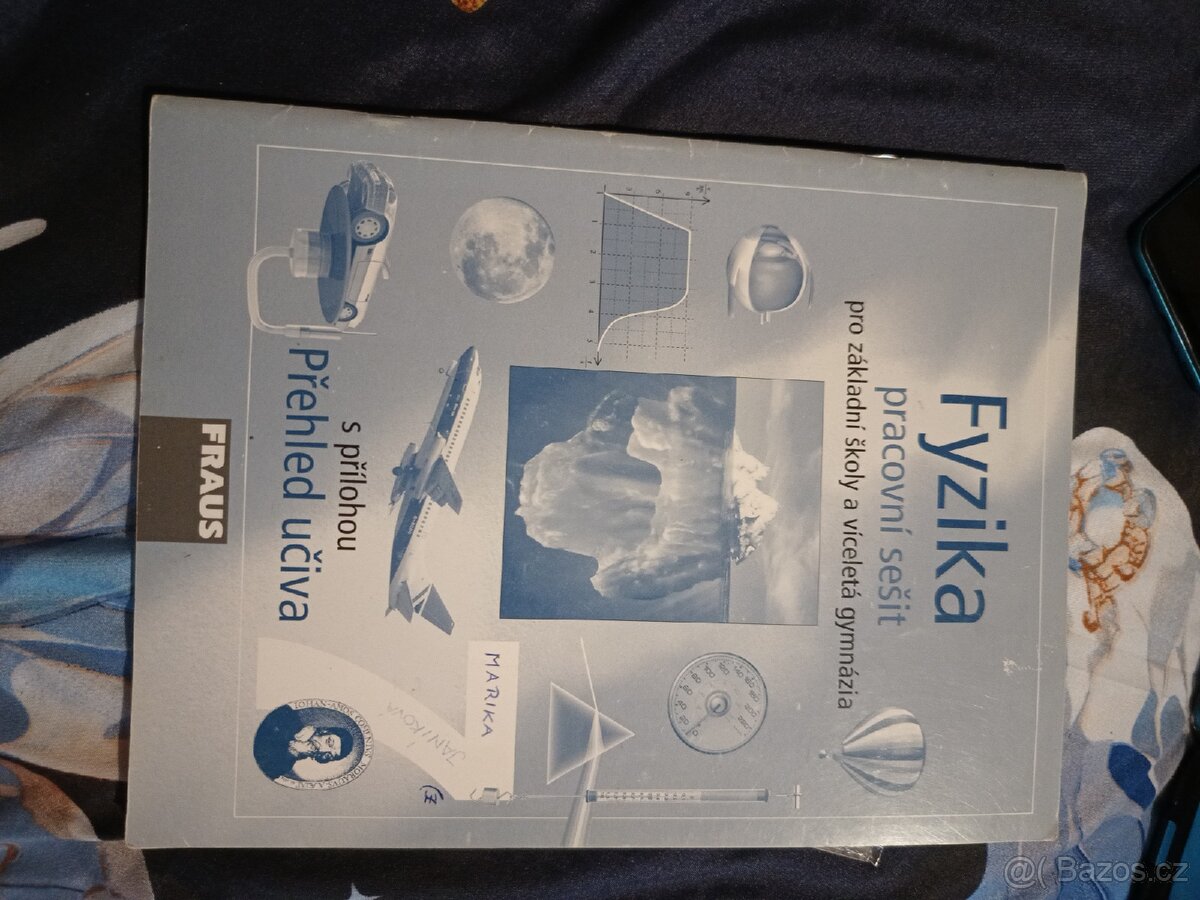 Fyzika
pracovní sešit
pro základní školy a víceletá gymnázia
MARIKA
JANÍKOVÁ
s přílohou
Přehled učiva
FRAUS
@( Bazos.cz